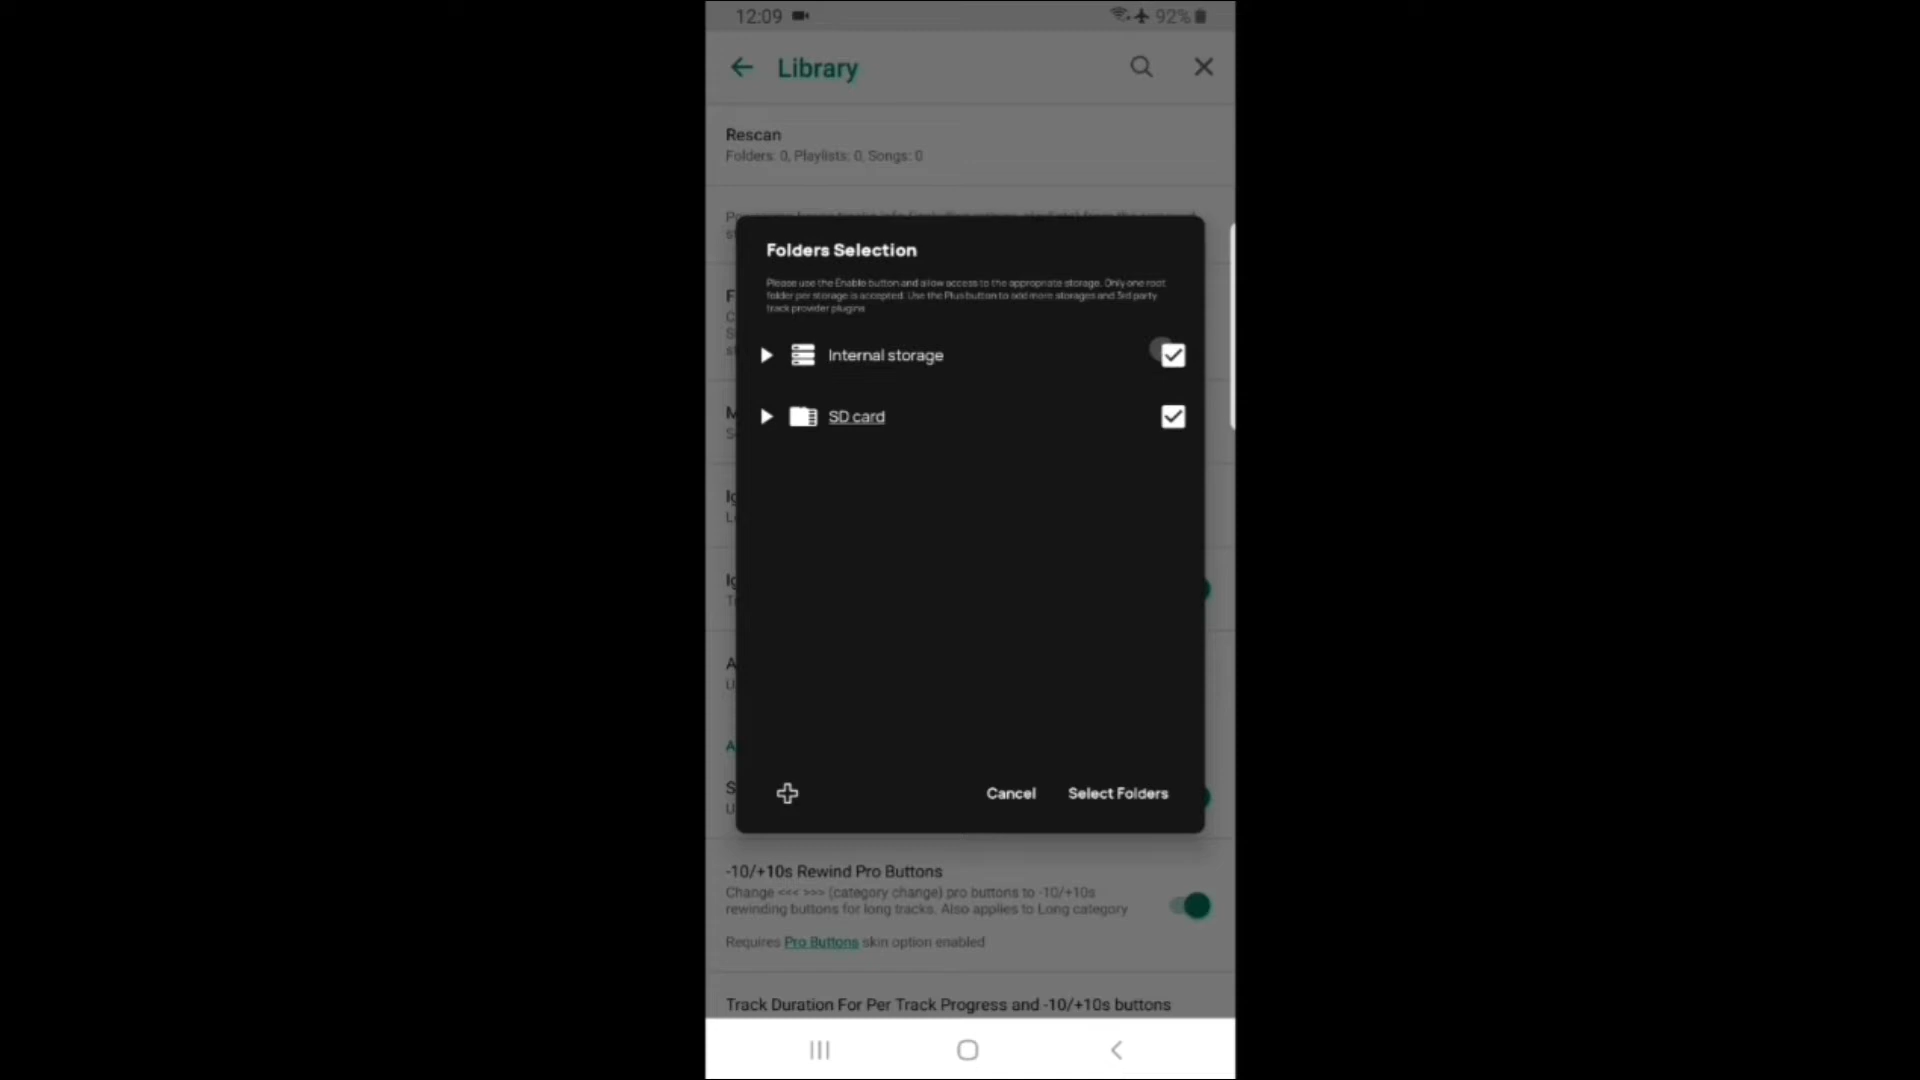 12:09
92%
Library
Rescan
Folders: 0, Playlists: 0, Songs: 0
Folders Selection
Please use the Enable button and allow access to the appropriate storage. Only one root
folder per storage is accepted. Use the Plus button to add more storages and 3rd party
track provider plugins
Internal storage
SD card
Cancel
Select Folders
-10/+10s Rewind Pro Buttons
Change <<< >>> (category change) pro buttons to -10/+10s
rewinding buttons for long tracks. Also applies to Long category
Requires Pro Buttons skin option enabled
Track Duration For Per Track Progress and -10/+10s buttons